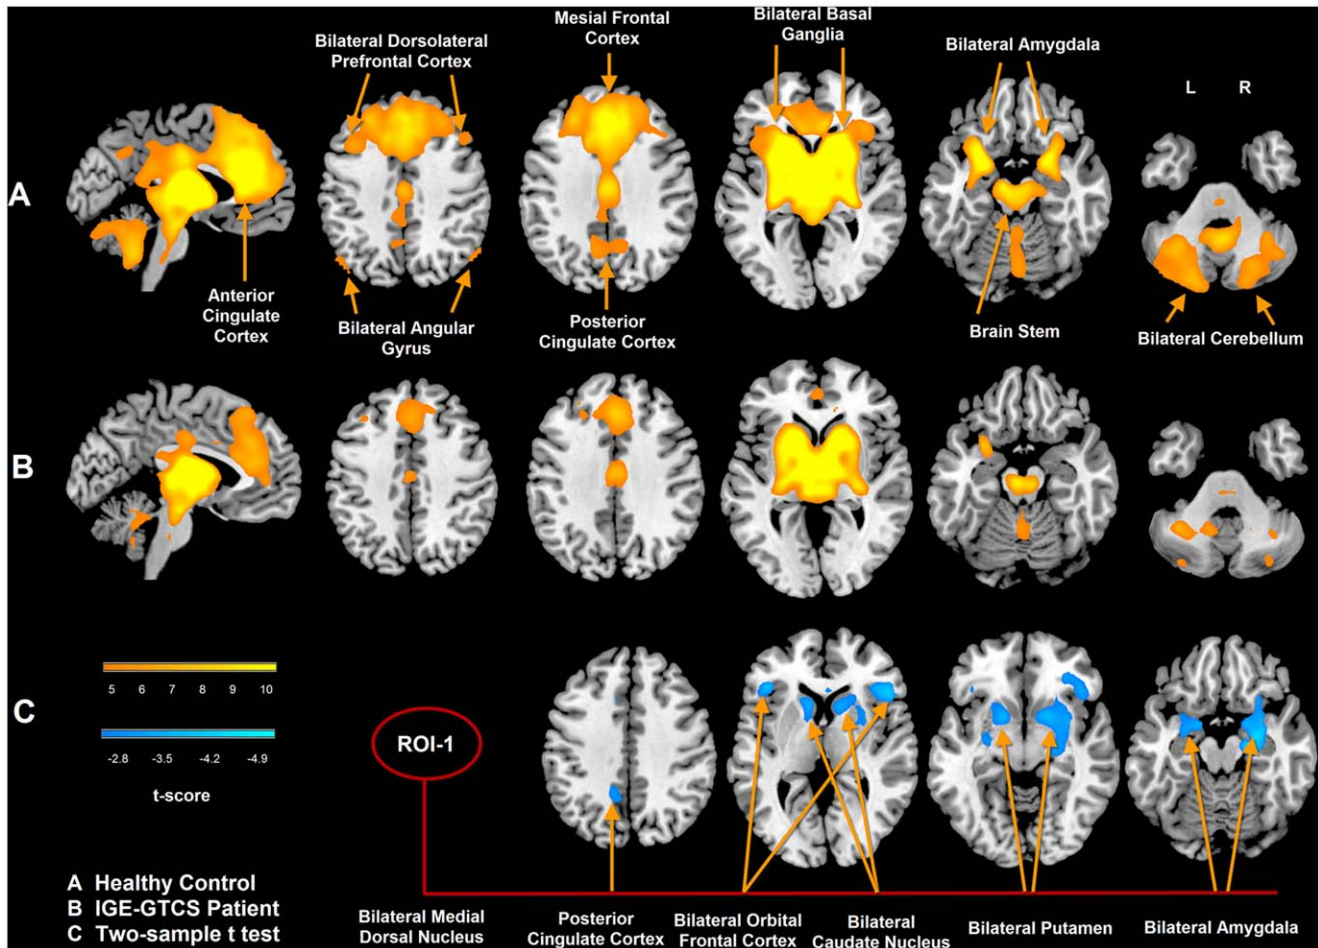 Bilateral Dorsolateral
Prefrontal Cortex
Mesial Frontal
Cortex
Bilateral Basal
Ganglia
Bilateral Amygdala
L R
A
Anterior
Cingulate
Cortex
Bilateral Angular
Gyrus
Posterior
Cingulate Cortex
Brain Stem
Bilateral Cerebellum
B
C
5 6 7 8 9 10
-2.8 -3.5 -4.2 -4.9
t-score
ROI-1
A Healthy Control
B IGE-GTCS Patient
C Two-sample t test
Bilateral Medial
Dorsal Nucleus
Posterior
Cingulate Cortex
Bilateral Orbital
Frontal Cortex
Bilateral
Caudate Nucleus
Bilateral Putamen
Bilateral Amygdala